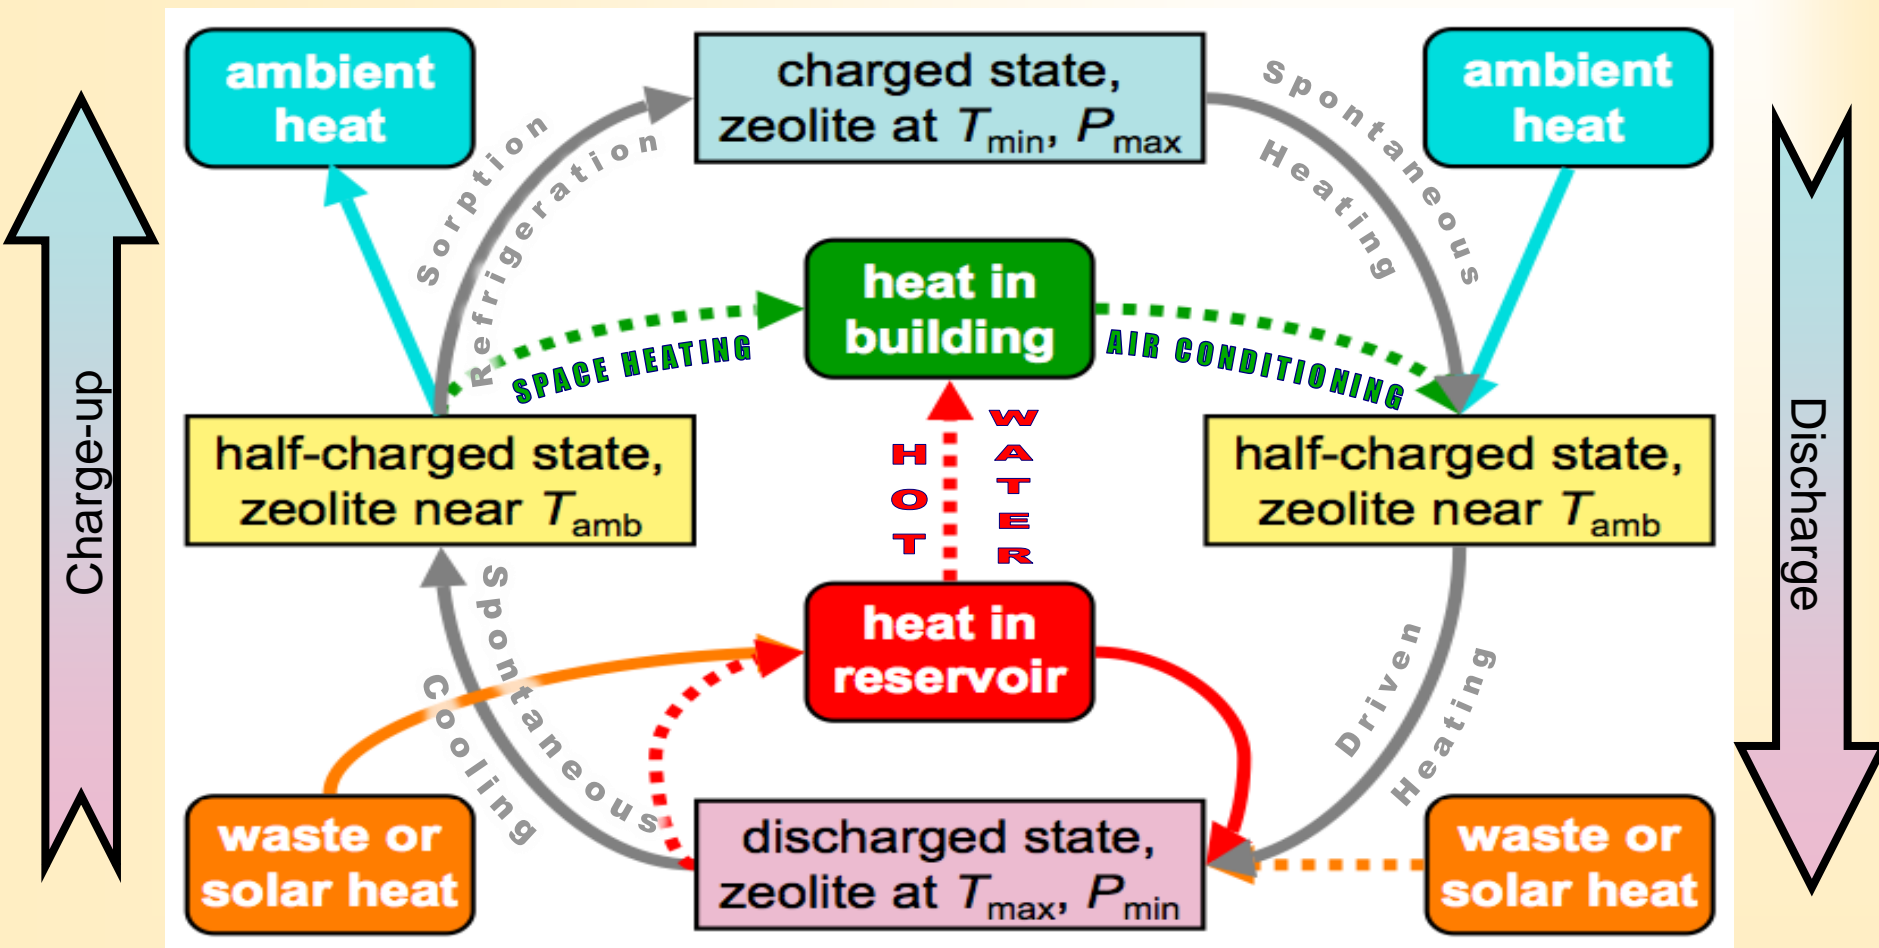 ambient
heat
charged state,
zeolite at Tmin, Pmax
ambient
heat
Sorption
Refrigeration
Spontaneous
Heating
heat in
building
SPACE HEATING
AIR CONDITIONING
Charge-up
half-charged state,
zeolite near Tamb
HOT
WATER
half-charged state,
zeolite near Tamb
Discharge
Spontaneous
Cooling
heat in
reservoir
Driven
Heating
waste or
solar heat
discharged state,
zeolite at Tmax, Pmin
waste or
solar heat